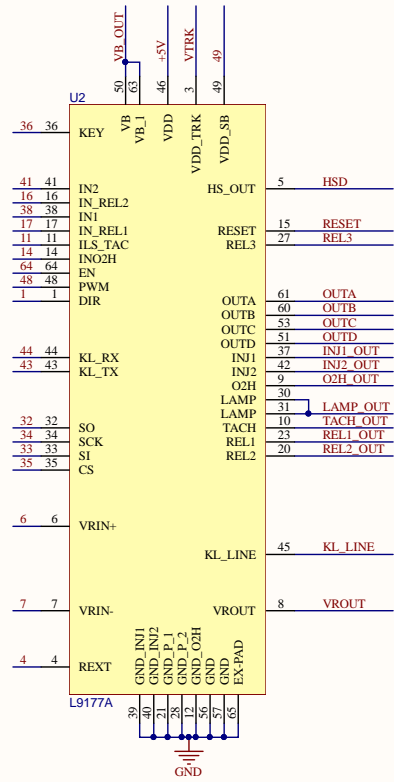 VB_OUT +5V VTRK 49
50 63 46 3 49
U2
VB VB_1 VDD VDD_TRK VDD_SB
36 36 KEY
41 41 IN2 HS_OUT 5 HSD
16 16 IN_REL2
38 38 IN1
17 17 IN_REL1 RESET 15 RESET
11 11 ILS_TAC REL3 27 REL3
14 14 INO2H
64 64 EN
48 48 PWM
1 1 DIR OUTA 61 OUTA
OUTB 60 OUTB
OUTC 53 OUTC
OUTD 51 OUTD
44 44 KL_RX INJ1 37 INJ1_OUT
43 43 KL_TX INJ2 42 INJ2_OUT
O2H 9 O2H_OUT
LAMP 30
LAMP 31 LAMP_OUT
32 32 SO TACH 10 TACH_OUT
34 34 SCK REL1 23 REL1_OUT
33 33 SI REL2 20 REL2_OUT
35 35 CS
6 6 VRIN+
KL_LINE 45 KL_LINE
7 7 VRIN- VROUT 8 VROUT
4 4 REXT
GND_INJ1 GND_INJ2 GND_P_1 GND_P_2 GND_O2H GND GND EX-PAD
L9177A
39 40 21 28 12 56 57 65
GND